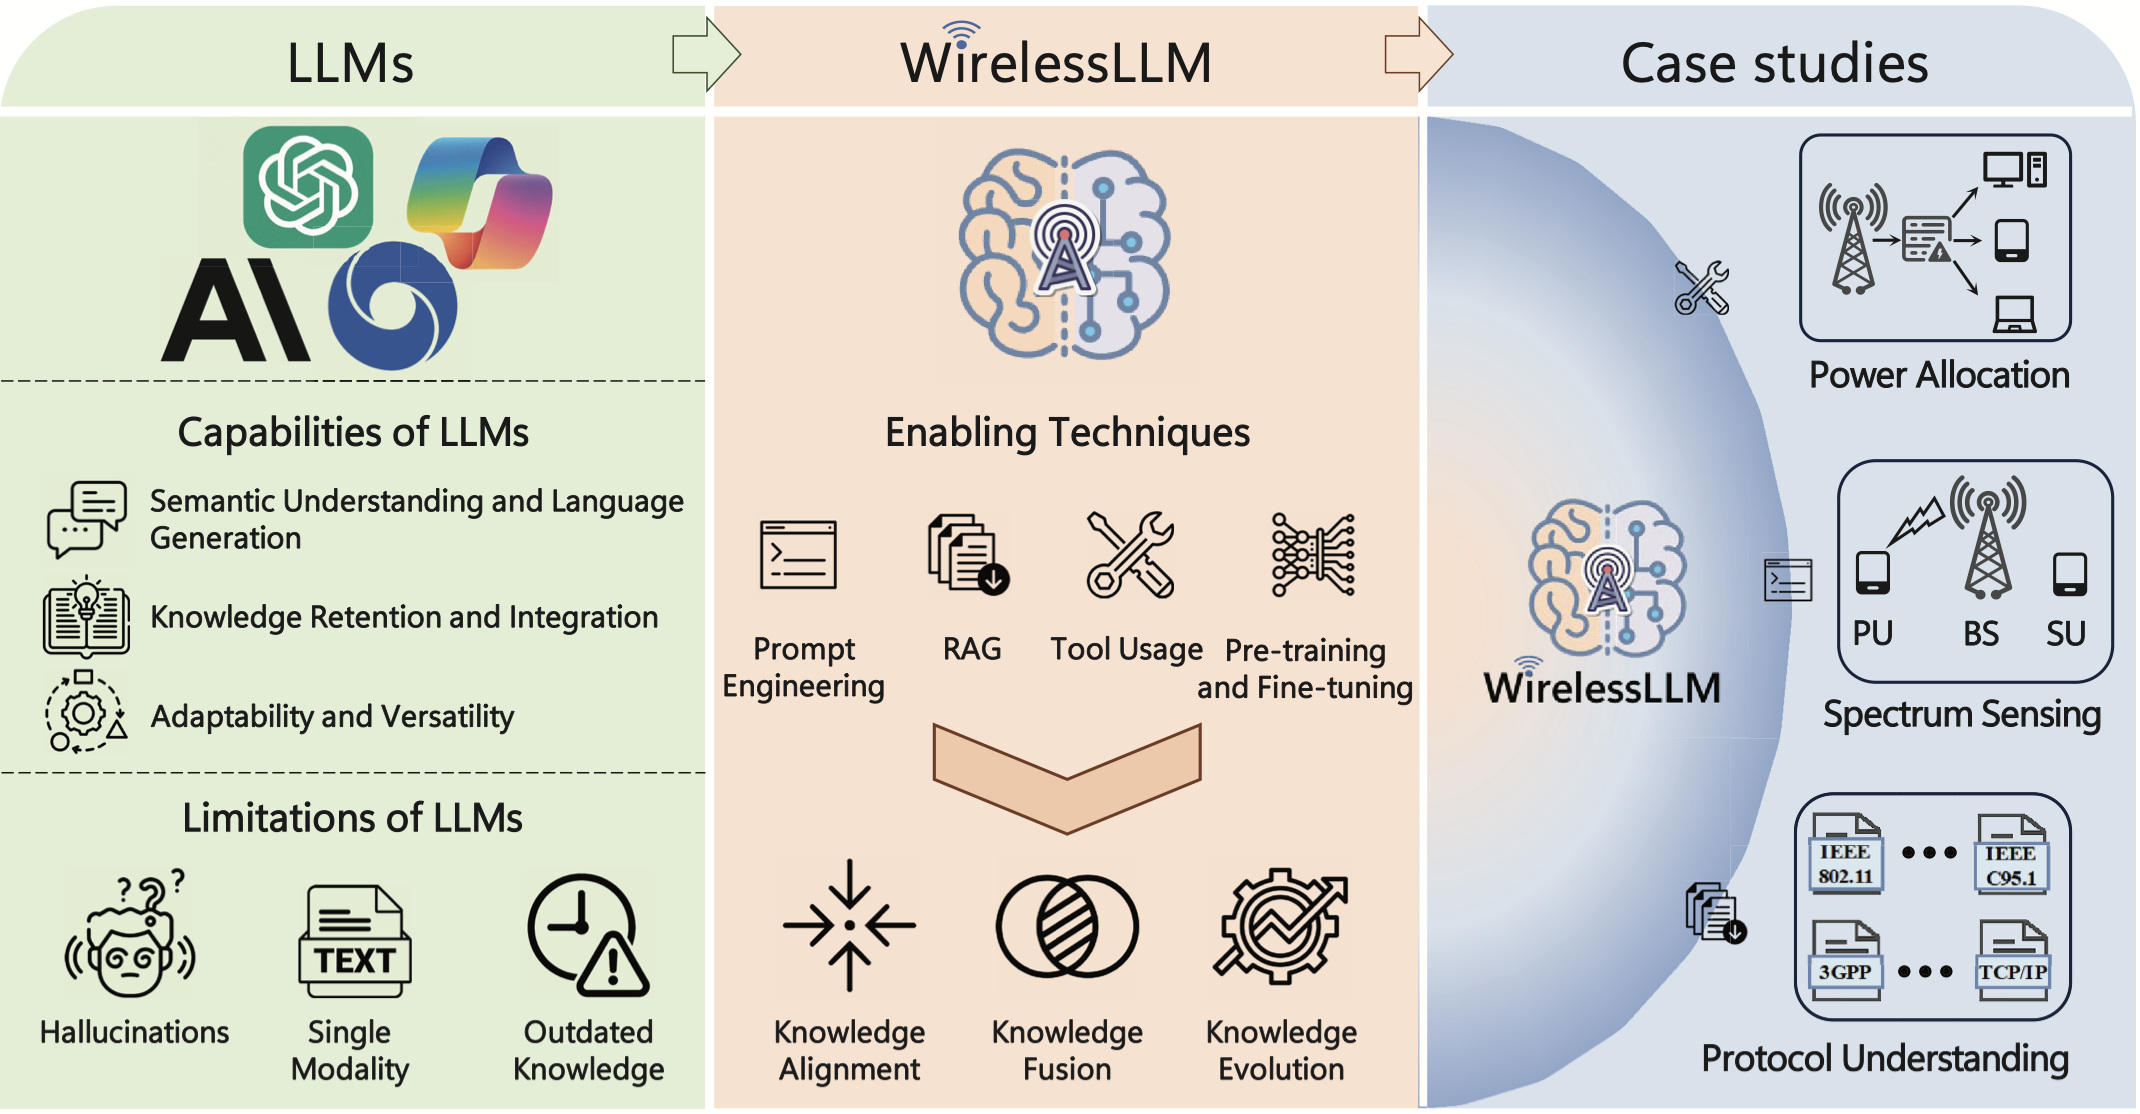 LLMs
WirelessLLM
Case studies
Capabilities of LLMs
Semantic Understanding and Language
Generation
Knowledge Retention and Integration
Adaptability and Versatility
Limitations of LLMs
TEXT
Hallucinations
Single
Modality
Outdated
Knowledge
Enabling Techniques
Prompt
Engineering
RAG
Tool Usage
Pre-training
and Fine-tuning
Knowledge
Alignment
Knowledge
Fusion
Knowledge
Evolution
WirelessLLM
Power Allocation
PU
BS
SU
Spectrum Sensing
IEEE
802.11
IEEE
C95.1
3GPP
TCP/IP
Protocol Understanding